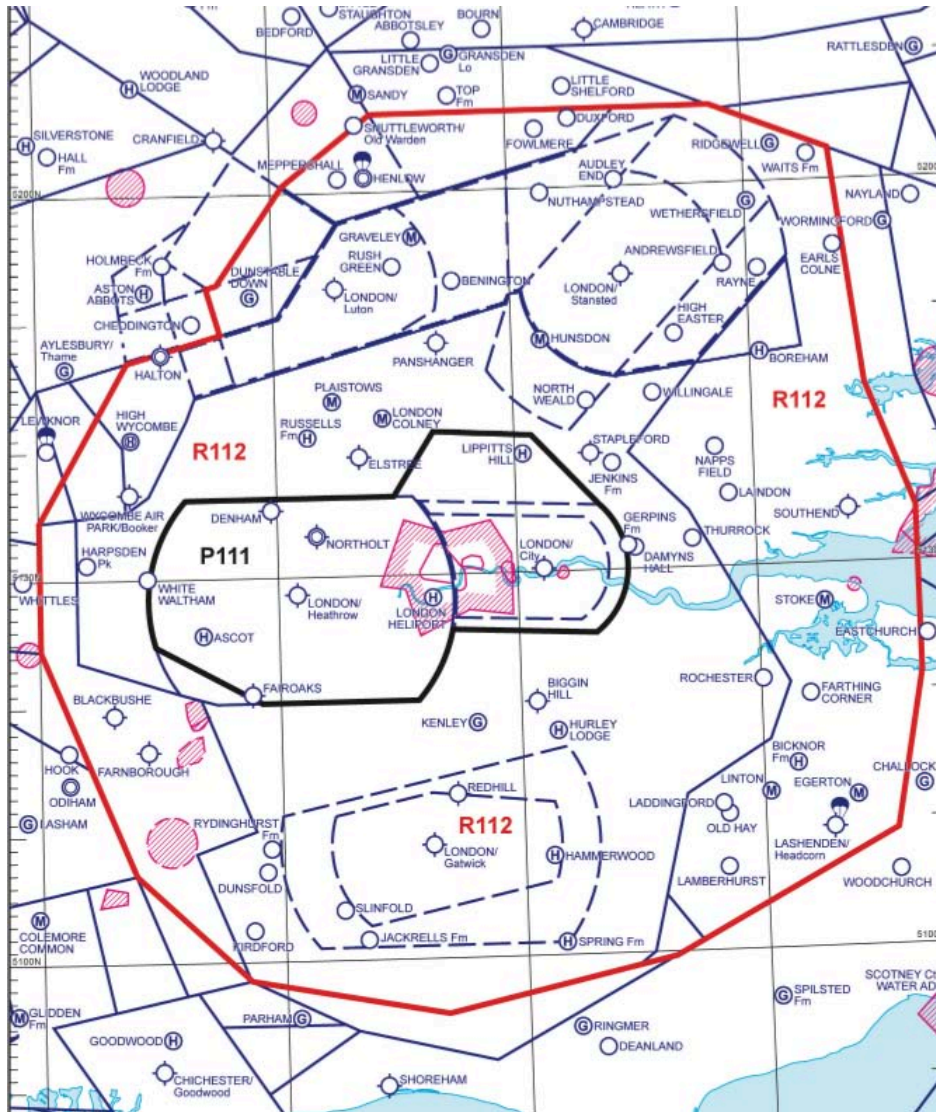 BEDFORD
STAUGHTON
ABBOTSLEY
BOURN
CAMBRIDGE
RATTLESDEN
G
WOODLAND
LODGE
H
LITTLE
GRANSDEN
G
GRANSDEN
Lo
M
SANDY
TOP
Fm
LITTLE
SHELFORD
H
SILVERSTONE
HALL
Fm
CRANFIELD
SHUTTLEWORTH/
Old Warden
DUXFORD
FOWLMERE
RIDGEWELL
G
WAITS Fm
MEPPERSHALL
HENLOW
AUDLEY
END
5200N
5200
NUTHAMPSTEAD
WETHERSFIELD
G
NAYLAND
WORMINGFORD
G
GRAVELEY
M
HOLMBECK
Fm
RUSH
GREEN
ANDREWSFIELD
EARLS
COLNE
RAYNE
DUNSTABLE
DOWN
G
ASTON
ABBOTS
H
LONDON/
Luton
BENINGTON
LONDON/
Stansted
CHEDDINGTON
HIGH
EASTER
AYLESBURY/
Thame
G
HALTON
PANSHANGER
H
HUNSDON
H
BOREHAM
PLAISTOWS
M
NORTH
WEALD
WILLINGALE
R112
HIGH
WYCOMBE
H
M
LONDON
COLNEY
RUSSELLS
Fm
H
R112
ELSTREE
LIPPITTS
HILL
H
STAPLEFORD
JENKINS
Fm
NAPPS
FIELD
LAINDON
WYCOMBE AIR
PARK/Booker
DENHAM
SOUTHEND
HARPSDEN
Pk
P111
NORTHOLT
LONDON/
City
GERPINS
Fm
DAMYNS
HALL
THURROCK
5130N
WHITTLES
WHITE
WALTHAM
LONDON/
Heathrow
H
LONDON
HELIPORT
STOKE
M
H
ASCOT
EASTCHURCH
FAIROAKS
ROCHESTER
FARTHING
CORNER
BLACKBUSHE
BIGGIN
HILL
KENLEY
G
H
HURLEY
LODGE
HOOK
FARNBOROUGH
BICKNOR
Fm
H
ODIHAM
REDHILL
LINTON
M
EGERTON
M
CHALLOCK
G
G
LASHAM
RYDINGHURST
Fm
R112
LADDINGFORD
OLD HAY
LONDON/
Gatwick
H
HAMMERWOOD
LASHENDEN/
Headcorn
DUNSFOLD
LAMBERHURST
WOODCHURCH
M
COLEMORE
COMMON
SLINFOLD
KIRDFORD
JACKRELLS Fm
H
SPRING Fm
5100N
5100
SPILSTED
Fm
G
WATER AD
M
GLIDDEN
Fm
PARHAM
G
G
RINGMER
GOODWOOD
H
DEANLAND
CHICHESTER/
Goodwood
SHOREHAM